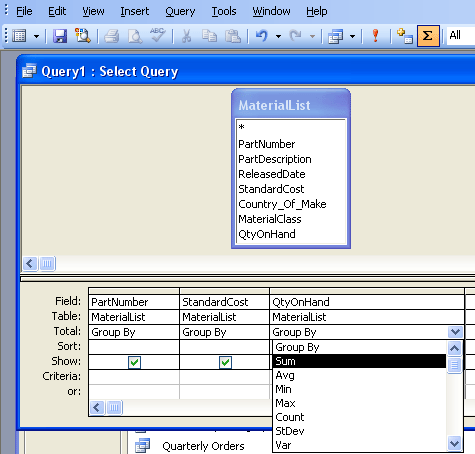 File Edit View Insert Query Tools Window Help
ABC Σ All
Query1 : Select Query
MaterialList
*
PartNumber
PartDescription
ReleasedDate
StandardCost
Country_Of_Make
MaterialClass
QtyOnHand
Field: PartNumber StandardCost QtyOnHand
Table: MaterialList MaterialList MaterialList
Total: Group By Group By Group By
Sort: Group By
Show: Sum
Criteria: Avg
or: Min
Max
Count
StDev
Quarterly Orders Var